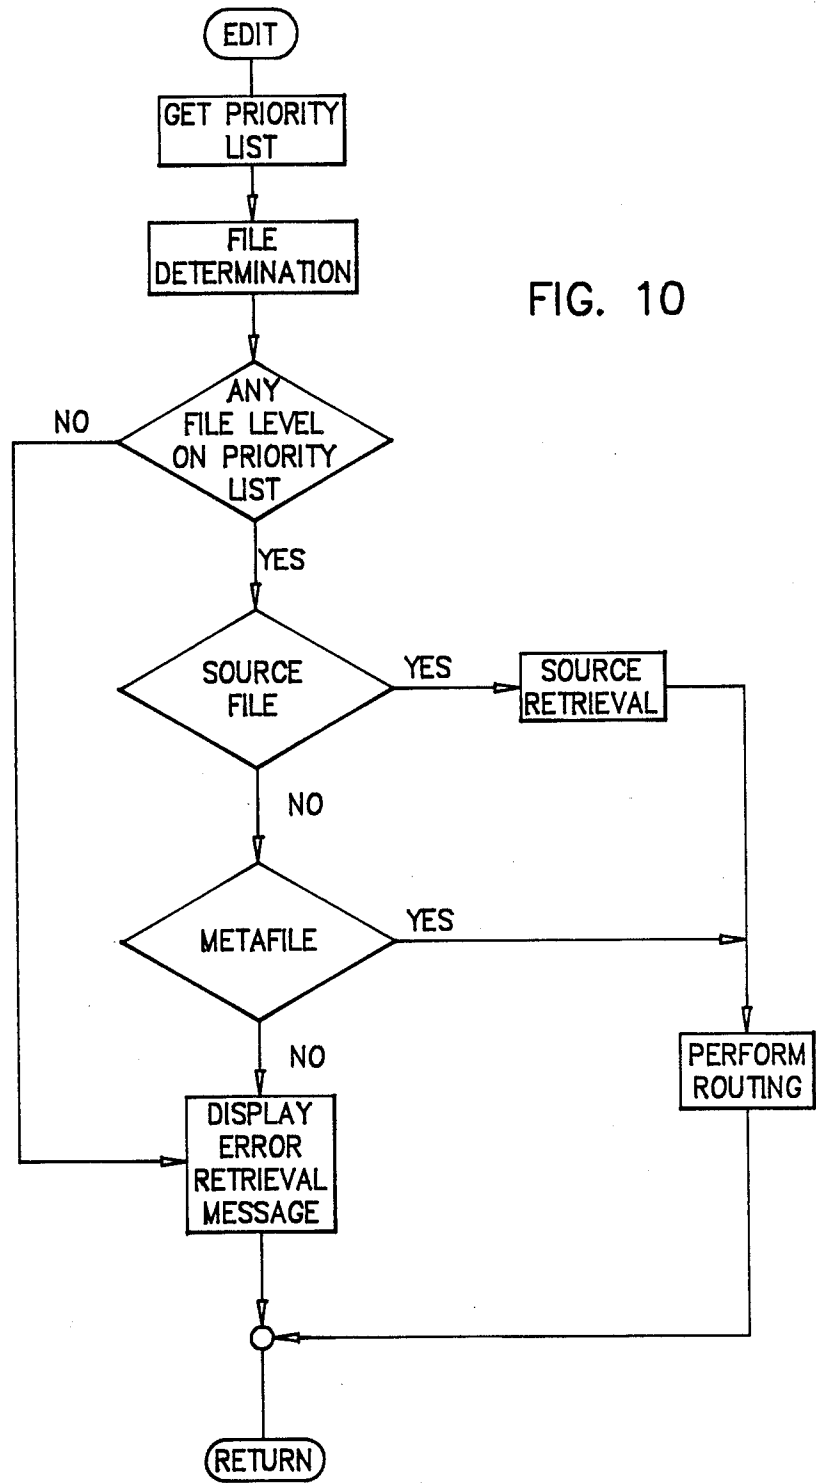 EDIT
GET PRIORITY
LIST
FILE
DETERMINATION
FIG. 10
ANY
FILE LEVEL
ON PRIORITY
LIST
NO
YES
SOURCE
FILE
YES
SOURCE
RETRIEVAL
NO
METAFILE
YES
NO
PERFORM
ROUTING
DISPLAY
ERROR
RETRIEVAL
MESSAGE
RETURN